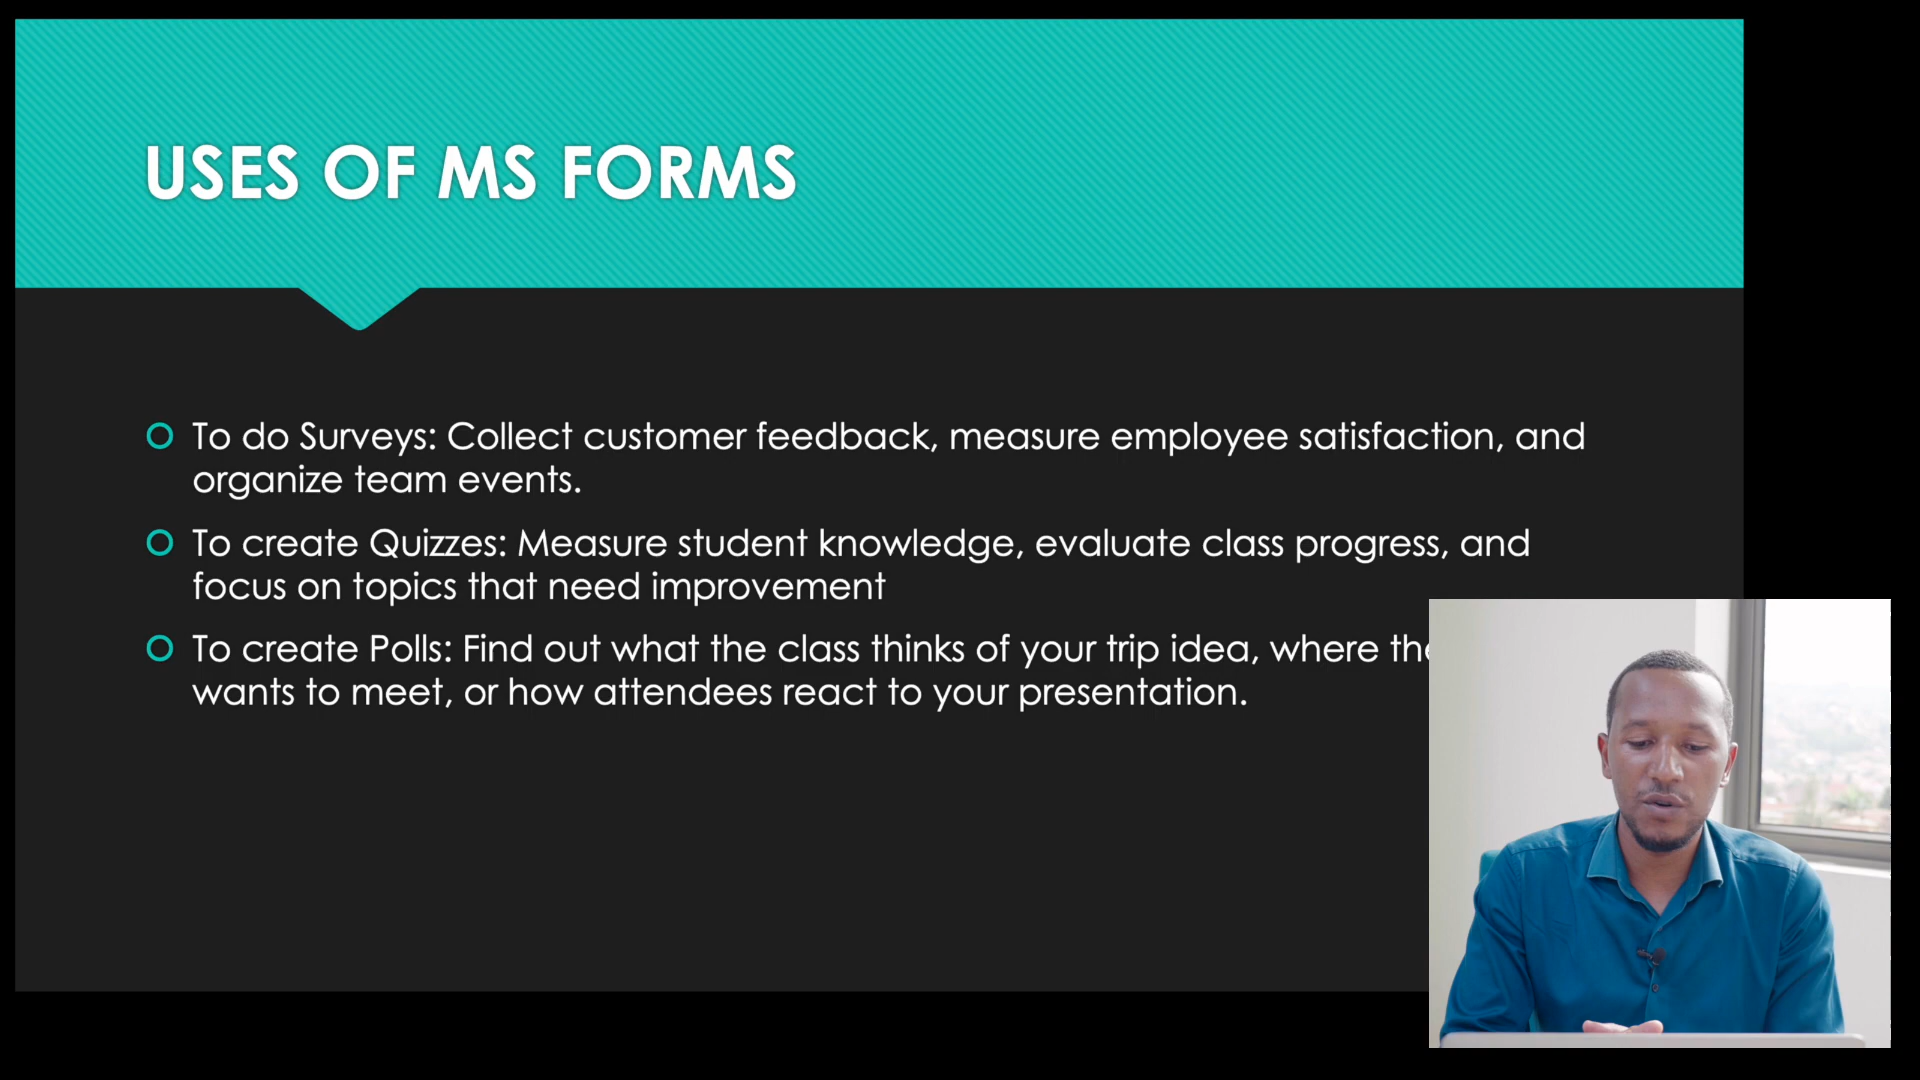 USES OF MS FORMS
To do Surveys: Collect customer feedback, measure employee satisfaction, and
organize team events.
To create Quizzes: Measure student knowledge, evaluate class progress, and
focus on topics that need improvement
To create Polls: Find out what the class thinks of your trip idea, where
wants to meet, or how attendees react to your presentation.